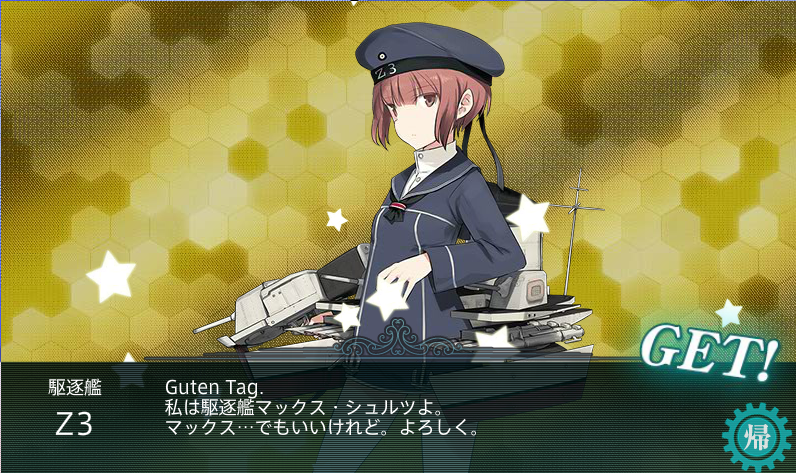 Z3
GET!
駆逐艦
Z3
Guten Tag.
私は駆逐艦マックス・シュルツよ。
マックス…でもいいけれど。よろしく。
帰